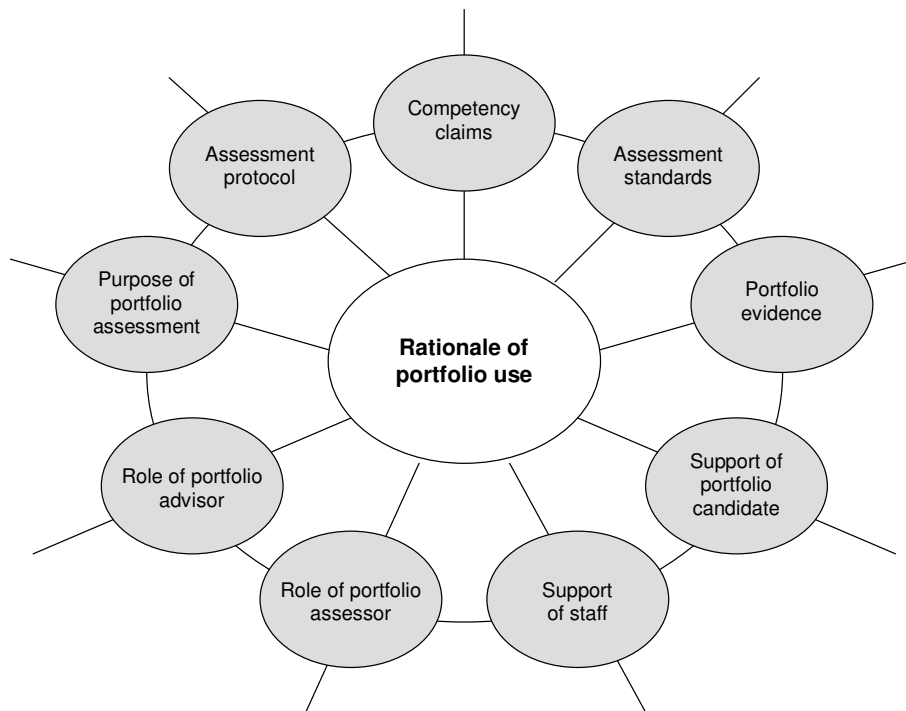 Competency
claims
Assessment
standards
Portfolio
evidence
Support of
portfolio
candidate
Support
of staff
Role of portfolio
assessor
Role of portfolio
advisor
Purpose of
portfolio
assessment
Assessment
protocol
Rationale of
portfolio use